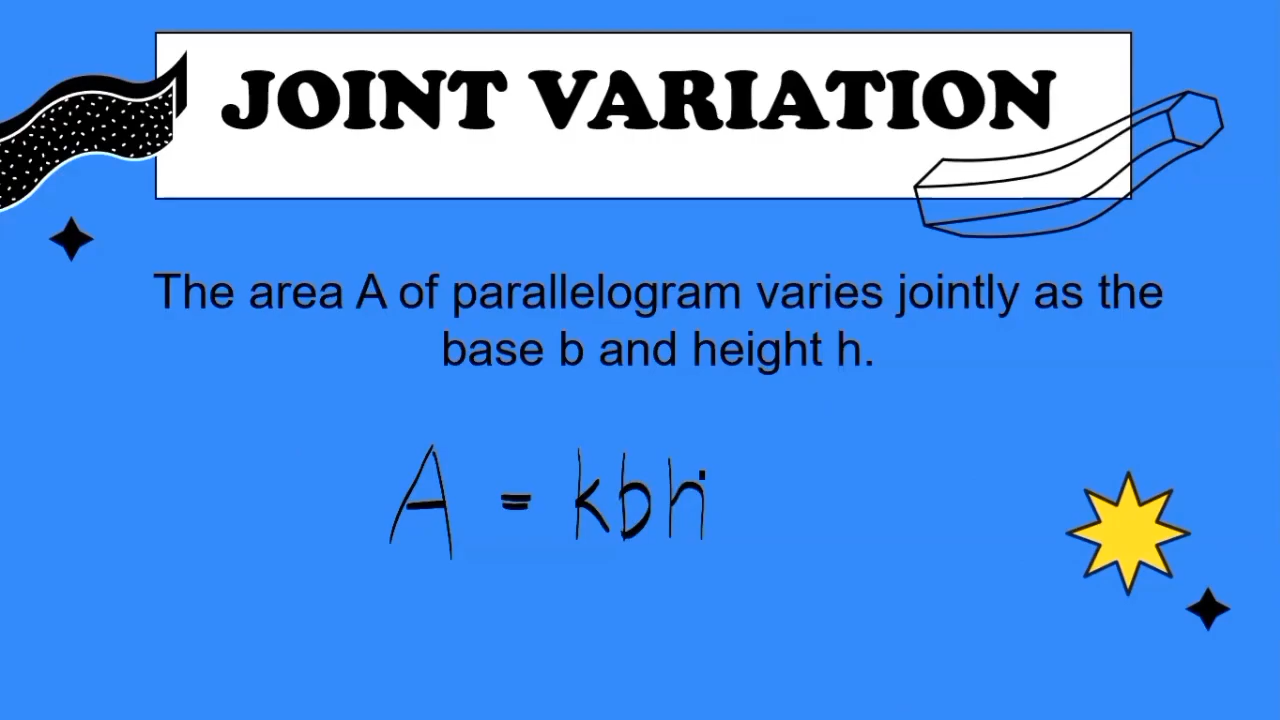 JOINT VARIATION
The area A of parallelogram varies jointly as the
base b and height h.
A = kbh